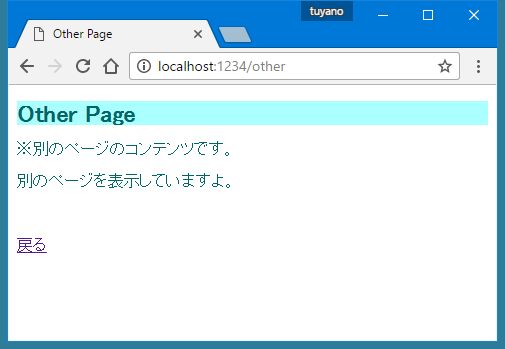 tuyano
Other Page
localhost:1234/other
Other Page
※別のページのコンテンツです。
別のページを表示していますよ。
戻る